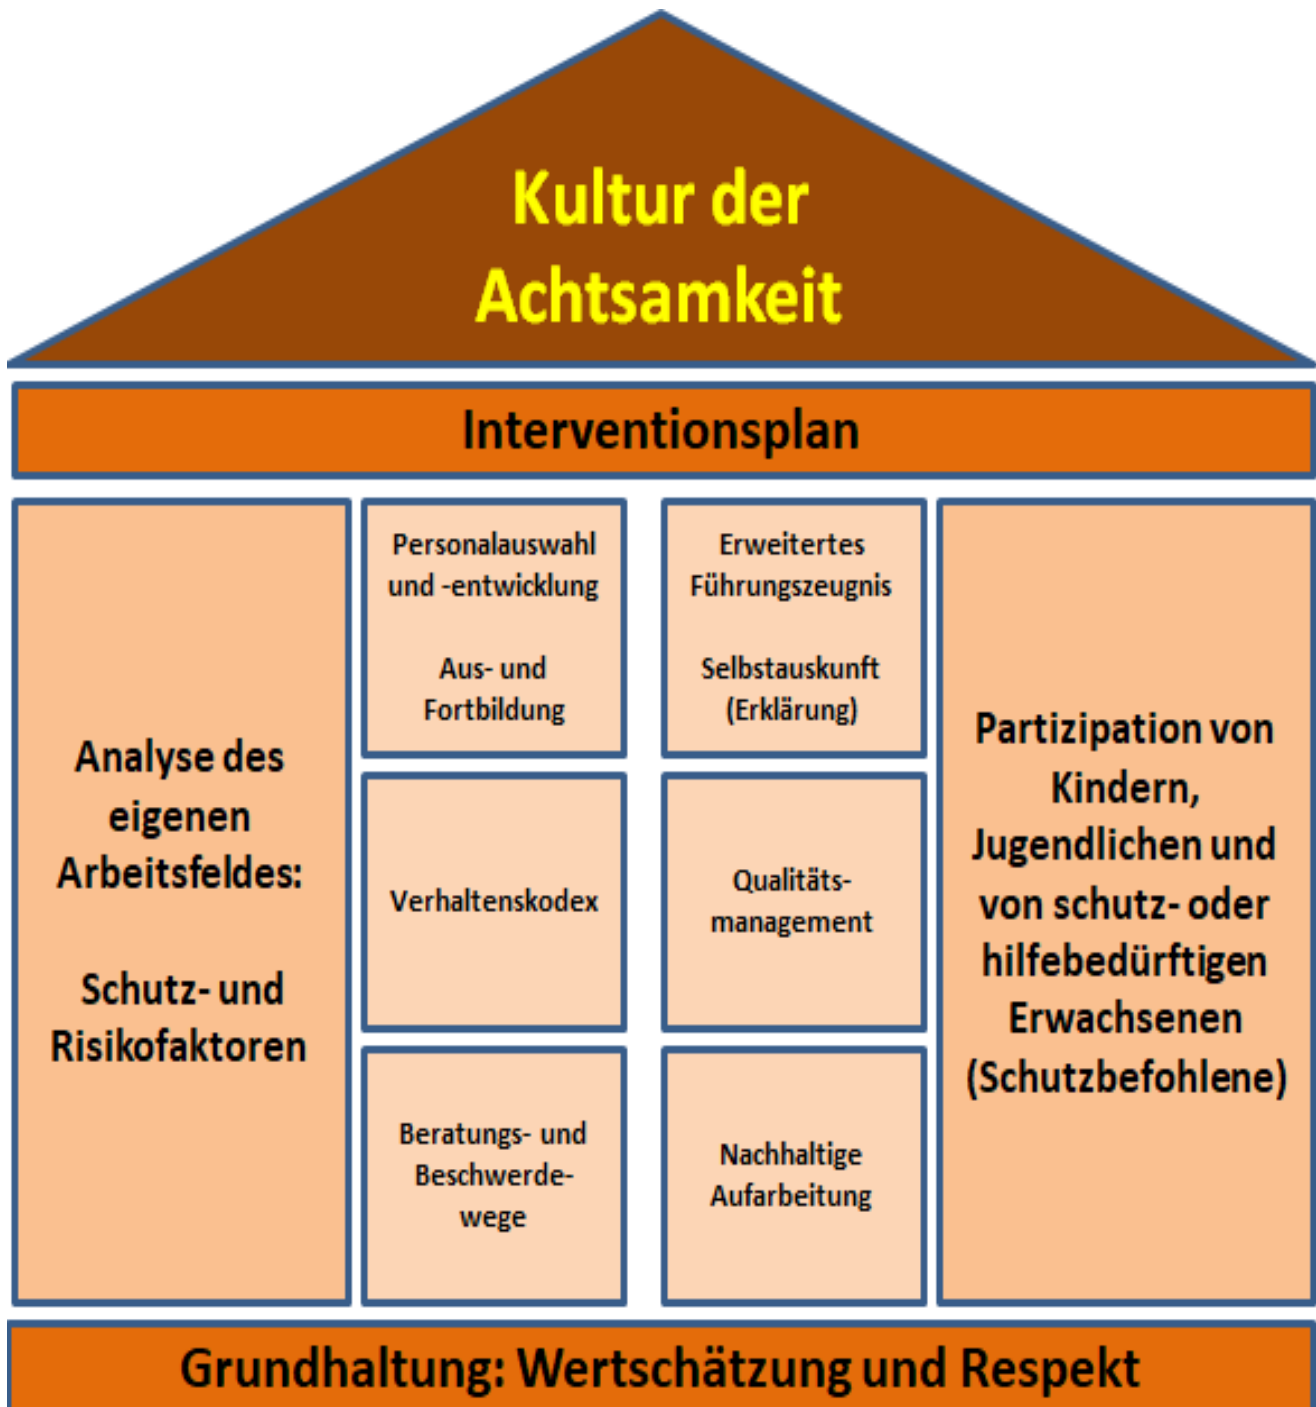 Kultur der
Achtsamkeit
Interventionsplan
Analyse des
eigenen
Arbeitsfeldes:
Schutz- und
Risikofaktoren
Personalauswahl
und -entwicklung
Aus- und
Fortbildung
Erweitertes
Führungszeugnis
Selbstauskunft
(Erklärung)
Verhaltenskodex
Qualitäts-
management
Beratungs- und
Beschwerde-
wege
Nachhaltige
Aufarbeitung
Partizipation von
Kindern,
Jugendlichen und
von schutz- oder
hilfebedürftigen
Erwachsenen
(Schutzbefohlene)
Grundhaltung: Wertschätzung und Respekt